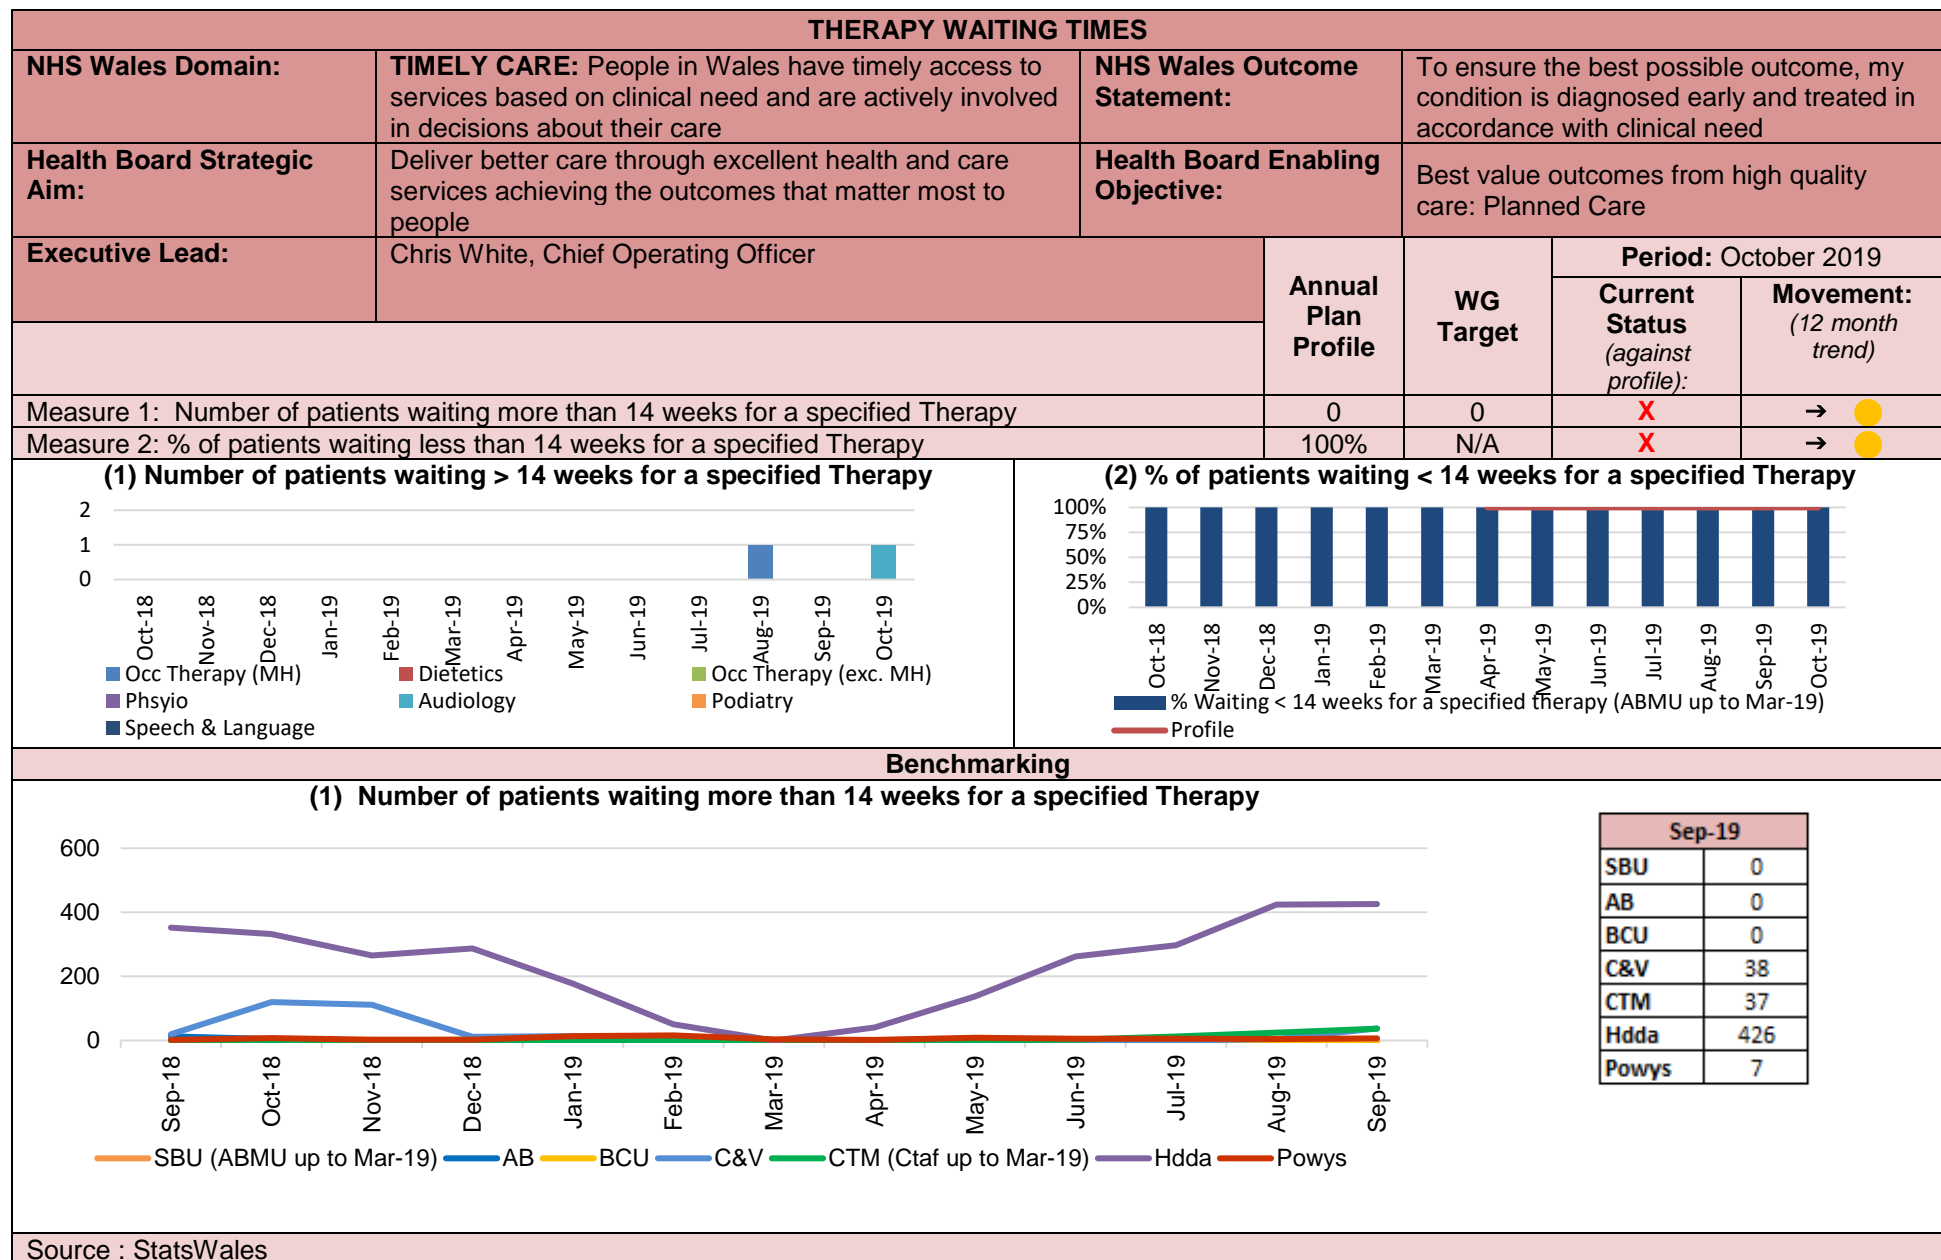 THERAPY WAITING TIMES
NHS Wales Domain:
TIMELY CARE: People in Wales have timely access to
services based on clinical need and are actively involved
in decisions about their care
NHS Wales Outcome
Statement:
To ensure the best possible outcome, my
condition is diagnosed early and treated in
accordance with clinical need
Health Board Strategic
Aim:
Deliver better care through excellent health and care
services achieving the outcomes that matter most to
people
Health Board Enabling
Objective:
Best value outcomes from high quality
care: Planned Care
Executive Lead:
Chris White, Chief Operating Officer
Annual
Plan
Profile
WG
Target
Period: October 2019
Current
Status
(against
profile):
Movement:
(12 month
trend)
Measure 1: Number of patients waiting more than 14 weeks for a specified Therapy 0 0 X ➔
Measure 2: % of patients waiting less than 14 weeks for a specified Therapy 100% N/A X ➔
(1) Number of patients waiting > 14 weeks for a specified Therapy
2
1
0
Oct-18
Nov-18
Dec-18
Jan-19
Feb-19
Mar-19
Apr-19
May-19
Jun-19
Jul-19
Aug-19
Sep-19
Oct-19
Occ Therapy (MH) Dietetics Occ Therapy (exc. MH)
Phsyio Audiology Podiatry
Speech & Language
(2) % of patients waiting < 14 weeks for a specified Therapy
100%
75%
50%
25%
0%
Oct-18
Nov-18
Dec-18
Jan-19
Feb-19
Mar-19
Apr-19
May-19
Jun-19
Jul-19
Aug-19
Sep-19
Oct-19
% Waiting < 14 weeks for a specified therapy (ABMU up to Mar-19)
Profile
Benchmarking
(1) Number of patients waiting more than 14 weeks for a specified Therapy
600
400
200
0
Sep-18
Oct-18
Nov-18
Dec-18
Jan-19
Feb-19
Mar-19
Apr-19
May-19
Jun-19
Jul-19
Aug-19
Sep-19
SBU (ABMU up to Mar-19) AB BCU C&V CTM (Ctaf up to Mar-19) Hdda Powys
Sep-19
SBU 0
AB 0
BCU 0
C&V 38
CTM 37
Hdda 426
Powys 7
Source : StatsWales